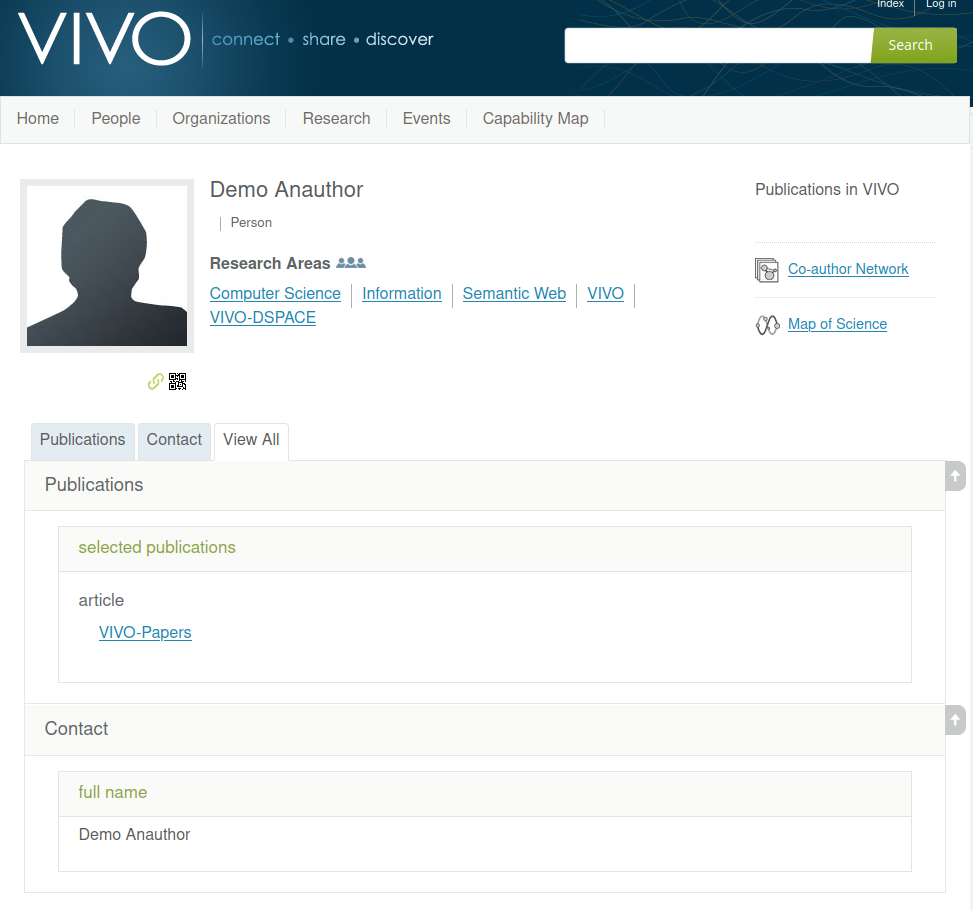 Index Log in
VIVO connect • share • discover
Search
Home People Organizations Research Events Capability Map
Demo Anauthor
Person
Research Areas
Computer Science Information Semantic Web VIVO
VIVO-DSPACE
Publications in VIVO
Co-author Network
Map of Science
Publications Contact View All
Publications
selected publications
article
VIVO-Papers
Contact
full name
Demo Anauthor